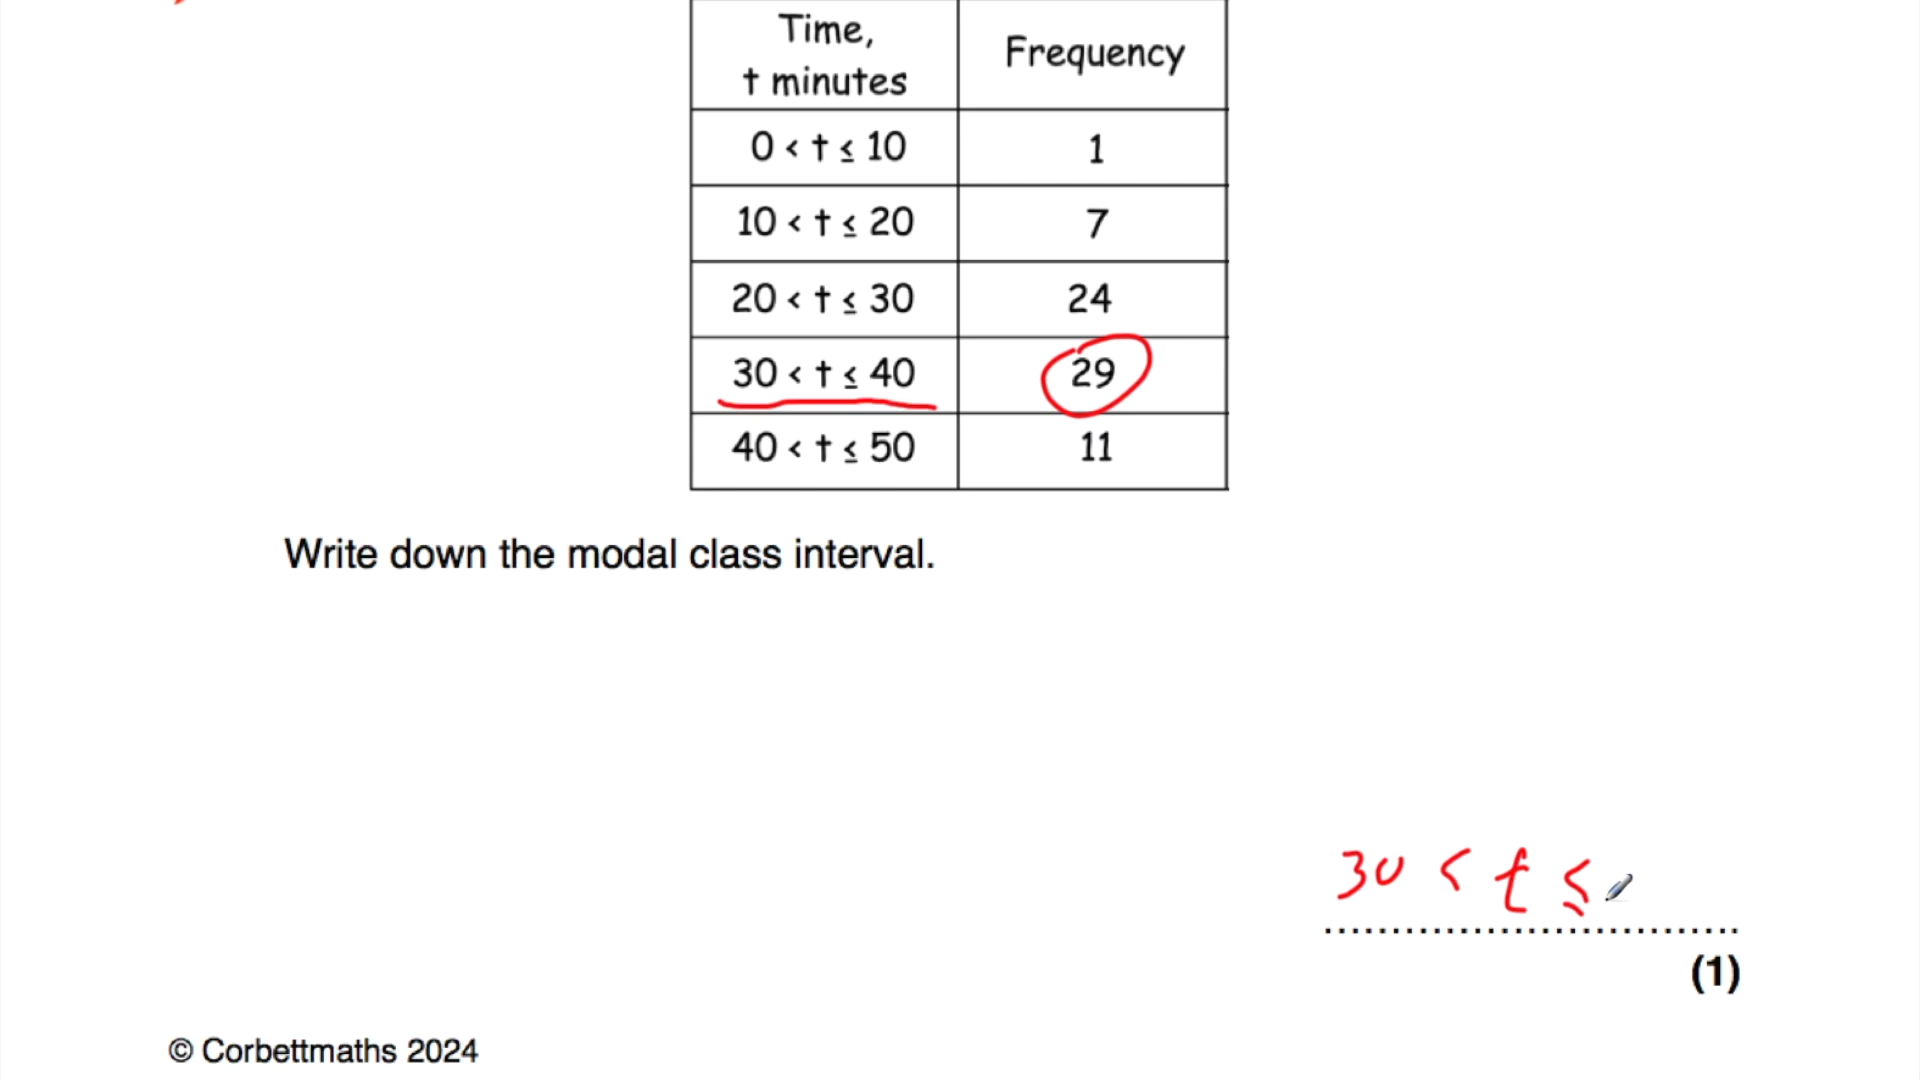 Time,
t minutes
Frequency
0 < t ≤ 10 1
10 < t ≤ 20 7
20 < t ≤ 30 24
30 < t ≤ 40 29
40 < t ≤ 50 11
Write down the modal class interval.
30 < t ≤
(1)
© Corbettmaths 2024